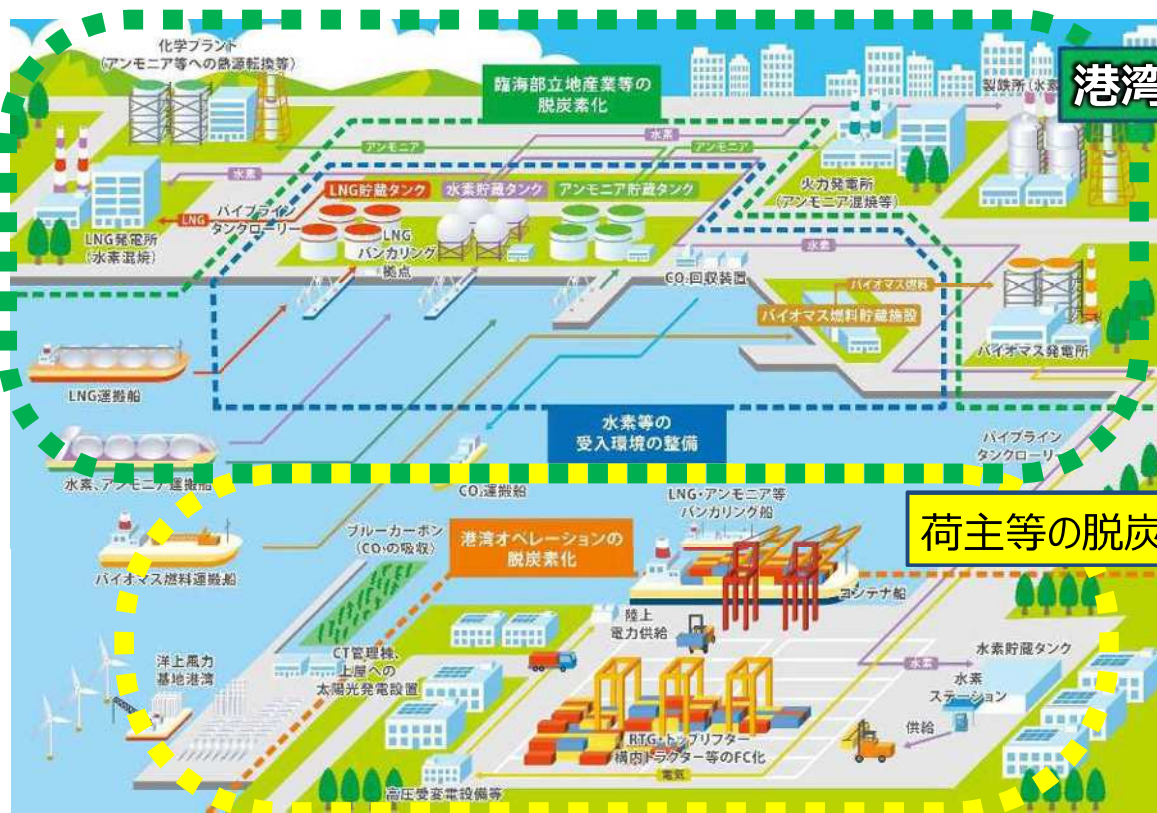 化学プラント
(アンモニア等への熱源転換等)
臨海部立地産業等の
脱炭素化
製鉄所(水素
港湾
水素
アンモニア
アンモニア
水素
LNG貯蔵タンク
水素貯蔵タンク
アンモニア貯蔵タンク
火力発電所
(アンモニア混焼等)
LNG
パイプライン
タンクローリー
LNG発電所
(水素混焼)
LNG
バンカリング
拠点
水素
CO₂回収装置
バイオマス燃料
バイオマス燃料貯蔵施設
バイオマス発電所
LNG運搬船
水素等の
受入環境の整備
パイプライン
タンクローリー
水素、アンモニア運搬船
CO₂運搬船
LNG・アンモニア等
バンカリング船
ブルーカーボン
(CO₂の吸収)
港湾オペレーションの
脱炭素化
荷主等の脱炭
バイオマス燃料運搬船
コンテナ船
陸上
電力供給
洋上風力
基地港湾
CT管理棟、
上屋への
太陽光発電設置
水素貯蔵タンク
水素
水素
ステーション
供給
RTG・トップリフター
構内トラクター等のFC化
電気
高圧受変電設備等